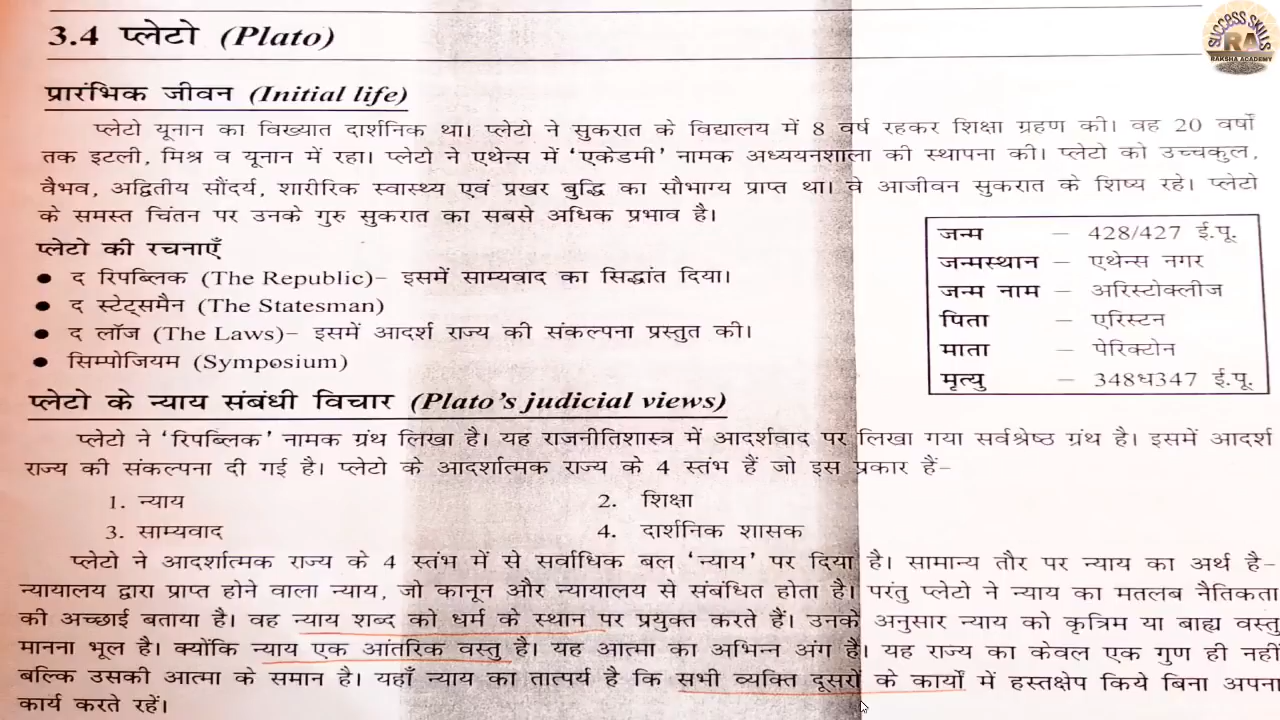 3.4 प्लेटो (Plato)
SUCCESS SKILLS
RA
RAKSHA ACADEMY
प्रारंभिक जीवन (Initial life)
प्लेटो यूनान का विख्यात दार्शनिक था। प्लेटो ने सुकरात के विद्यालय में 8 वर्ष रहकर शिक्षा ग्रहण की। वह 20 वर्षों
तक इटली, मिश्र व यूनान में रहा। प्लेटो ने एथेन्स में ‘एकेडमी’ नामक अध्ययनशाला की स्थापना की। प्लेटो को उच्चकुल,
वैभव, अद्वितीय सौंदर्य, शारीरिक स्वास्थ्य एवं प्रखर बुद्धि का सौभाग्य प्राप्त था। वे आजीवन सुकरात के शिष्य रहे। प्लेटो
के समस्त चिंतन पर उनके गुरु सुकरात का सबसे अधिक प्रभाव है।
प्लेटो की रचनाएँ
● द रिपब्लिक (The Republic)– इसमें साम्यवाद का सिद्धांत दिया।
● द स्टेट्समैन (The Statesman)
● द लॉज (The Laws)– इसमें आदर्श राज्य की संकल्पना प्रस्तुत की।
● सिम्पोजियम (Symposium)
जन्म – 428/427 ई.पू.
जन्मस्थान – एथेन्स नगर
जन्म नाम – अरिस्टोक्लीज
पिता – एरिस्टन
माता – पेरिक्टोन
मृत्यु – 348ध347 ई.पू.
प्लेटो के न्याय संबंधी विचार (Plato’s judicial views)
प्लेटो ने ‘रिपब्लिक’ नामक ग्रंथ लिखा है। यह राजनीतिशास्त्र में आदर्शवाद पर लिखा गया सर्वश्रेष्ठ ग्रंथ है। इसमें आदर्श
राज्य की संकल्पना दी गई है। प्लेटो के आदर्शात्मक राज्य के 4 स्तंभ हैं जो इस प्रकार हैं–
1. न्याय 2. शिक्षा
3. साम्यवाद 4. दार्शनिक शासक
प्लेटो ने आदर्शात्मक राज्य के 4 स्तंभ में से सर्वाधिक बल ‘न्याय’ पर दिया है। सामान्य तौर पर न्याय का अर्थ है–
न्यायालय द्वारा प्राप्त होने वाला न्याय, जो कानून और न्यायालय से संबंधित होता है। परंतु प्लेटो ने न्याय का मतलब नैतिकता
की अच्छाई बताया है। वह न्याय शब्द को धर्म के स्थान पर प्रयुक्त करते हैं। उनके अनुसार न्याय को कृत्रिम या बाह्य वस्तु
मानना भूल है। क्योंकि न्याय एक आंतरिक वस्तु है। यह आत्मा का अभिन्न अंग है। यह राज्य का केवल एक गुण ही नहीं
बल्कि उसकी आत्मा के समान है। यहाँ न्याय का तात्पर्य है कि सभी व्यक्ति दूसरों के कार्यों में हस्तक्षेप किये बिना अपना
कार्य करते रहें।